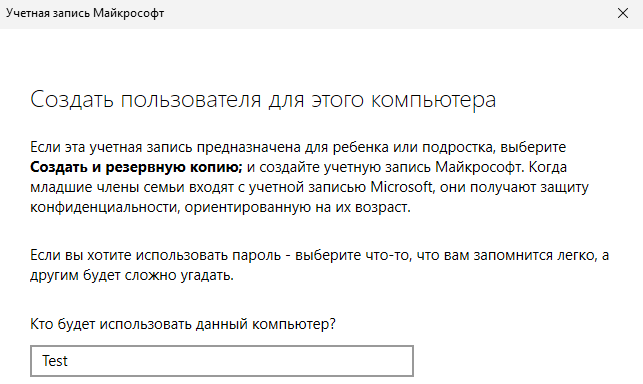 Учетная запись Майкрософт
Создать пользователя для этого компьютера
Если эта учетная запись предназначена для ребенка или подростка, выберите
Создать и резервную копию; и создайте учетную запись Майкрософт. Когда
младшие члены семьи входят с учетной записью Microsoft, они получают защиту
конфиденциальности, ориентированную на их возраст.
Если вы хотите использовать пароль - выберите что-то, что вам запомнится легко, а
другим будет сложно угадать.
Кто будет использовать данный компьютер?
Test